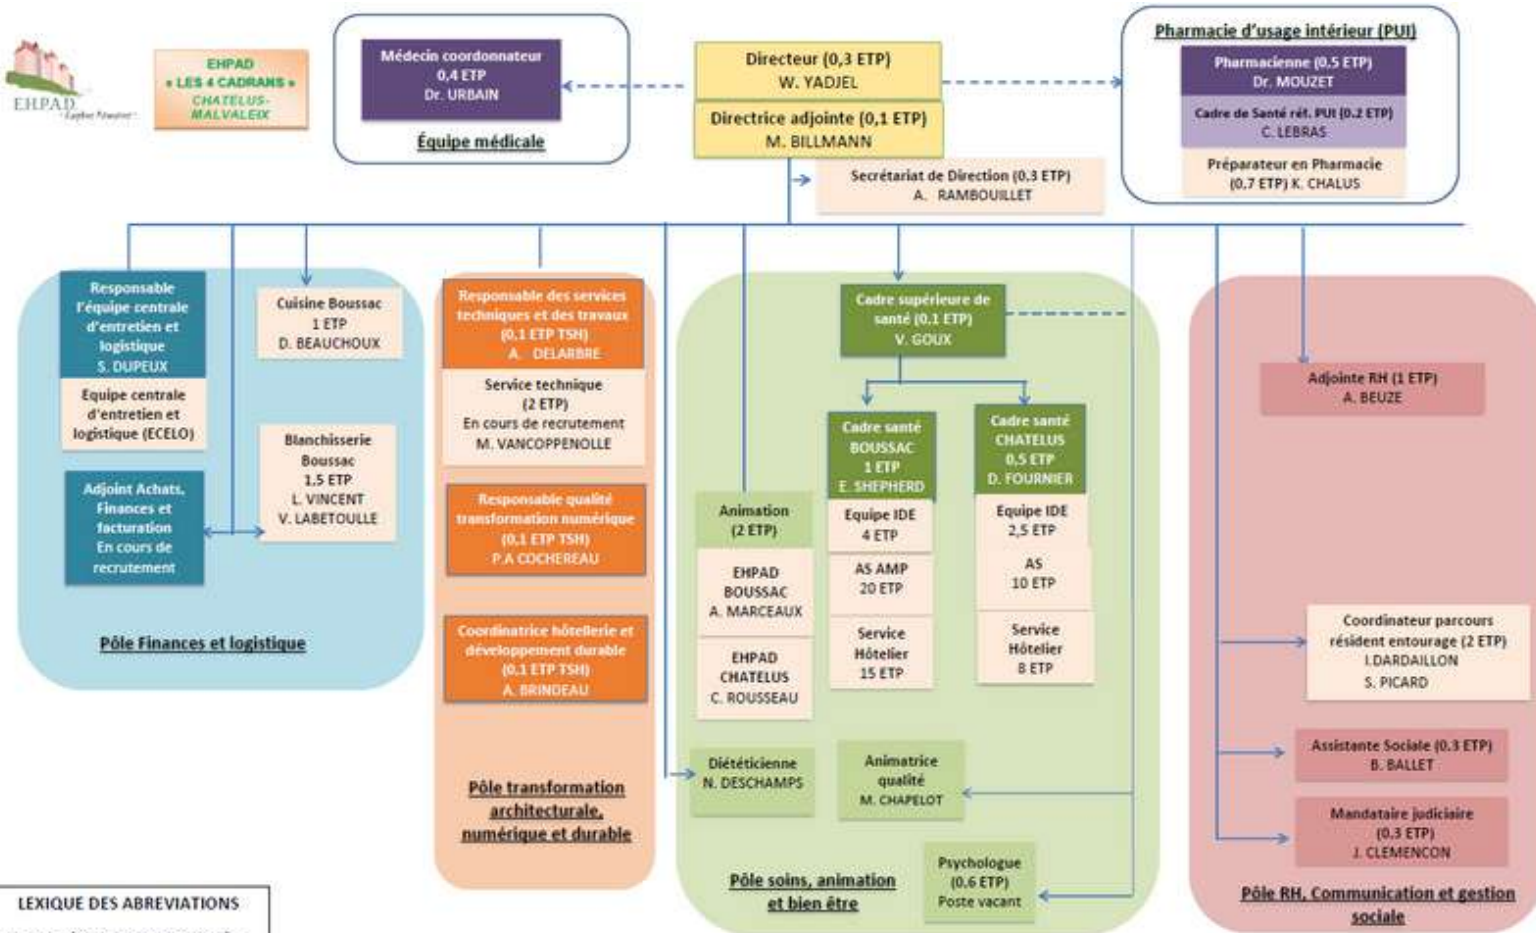 EHPAD
EHPAD
« LES 4 CADRANS »
CHATELUS-
MALVALEIX
Médecin coordonnateur
0,4 ETP
Dr. URBAIN
Équipe médicale
Directeur (0,3 ETP)
W. YADJEL
Directrice adjointe (0,1 ETP)
M. BILLMANN
Secrétariat de Direction (0,3 ETP)
A. RAMBOUILLET
Pharmacie d'usage intérieur (PUI)
Pharmacienne (0,5 ETP)
Dr. MOUZET
Cadre de Santé réf. PUI (0.2 ETP)
C. LEBRAS
Préparateur en Pharmacie
(0,7 ETP) K. CHALUS
Responsable
l'équipe centrale
d'entretien et
logistique
S. DUPEUX
Equipe centrale
d'entretien et
logistique (ECELO)
Adjoint Achats,
Finances et
facturation
En cours de
recrutement
Cuisine Boussac
1 ETP
D. BEAUCHOUX
Blanchisserie
Boussac
1,5 ETP
L. VINCENT
V. LABETOULLE
Pôle Finances et logistique
Responsable des services
techniques et des travaux
(0,1 ETP TSH)
A. DELARBRE
Service technique
(2 ETP)
En cours de recrutement
M. VANCOPPENOLLE
Responsable qualité
transformation numérique
(0,1 ETP TSH)
P.A COCHEREAU
Coordinatrice hôtellerie et
développement durable
(0,1 ETP TSH)
A. BRINDEAU
Pôle transformation
architecturale,
numérique et durable
Cadre supérieure de
santé (0.1 ETP)
V. GOUX
Cadre santé
BOUSSAC
1 ETP
E. SHEPHERD
Equipe IDE
4 ETP
AS AMP
20 ETP
Service
Hôtelier
15 ETP
Cadre santé
CHATELUS
0,5 ETP
D. FOURNIER
Equipe IDE
2,5 ETP
AS
10 ETP
Service
Hôtelier
8 ETP
Animation
(2 ETP)
EHPAD
BOUSSAC
A. MARCEAUX
EHPAD
CHATELUS
C. ROUSSEAU
Diététicienne
N. DESCHAMPS
Animatrice
qualité
M. CHAPELOT
Psychologue
(0.6 ETP)
Poste vacant
Pôle soins, animation
et bien être
Adjointe RH (1 ETP)
A. BEUZE
Coordinateur parcours
résident entourage (2 ETP)
I.DARDAILLON
S. PICARD
Assistante Sociale (0.3 ETP)
B. BALLET
Mandataire judiciaire
(0.3 ETP)
J. CLEMENCON
Pôle RH, Communication et gestion
sociale
LEXIQUE DES ABREVIATIONS